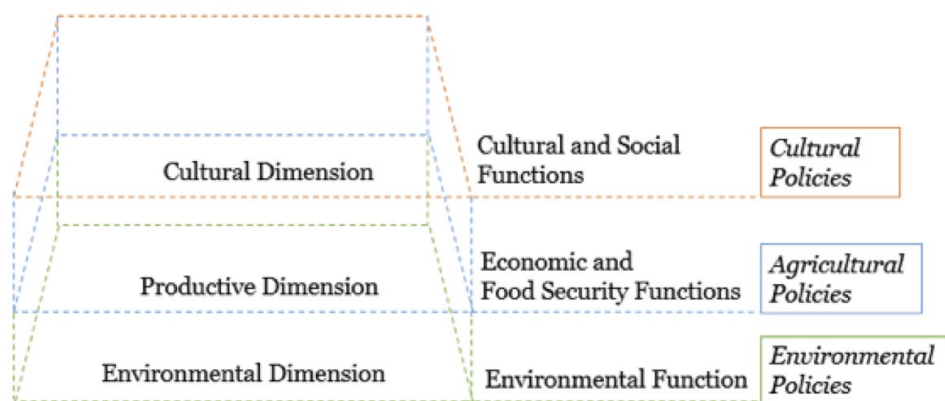 Cultural Dimension
Cultural and Social
Functions
Cultural
Policies
Productive Dimension
Economic and
Food Security Functions
Agricultural
Policies
Environmental Dimension
Environmental Function
Environmental
Policies